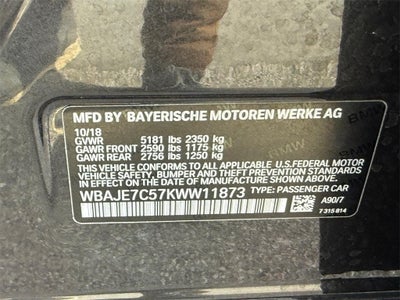 MFD BY BAYERISCHE MOTOREN WERKE AG
10/18
GVWR 5181 lbs 2350 kg
GAWR FRONT 2590 lbs 1175 kg
GAWR REAR 2756 lbs 1250 kg
THIS VEHICLE CONFORMS TO ALL APPLICABLE U.S.FEDERAL MOTOR
VEHICLE SAFETY, BUMPER, AND THEFT PREVENTION STANDARDS IN
EFFECT ON THE DATE OF MANUFACTURE SHOWN ABOVE.
WBAJE7C57KWW11873 TYPE: PASSENGER CAR
A90/7
7 315 814